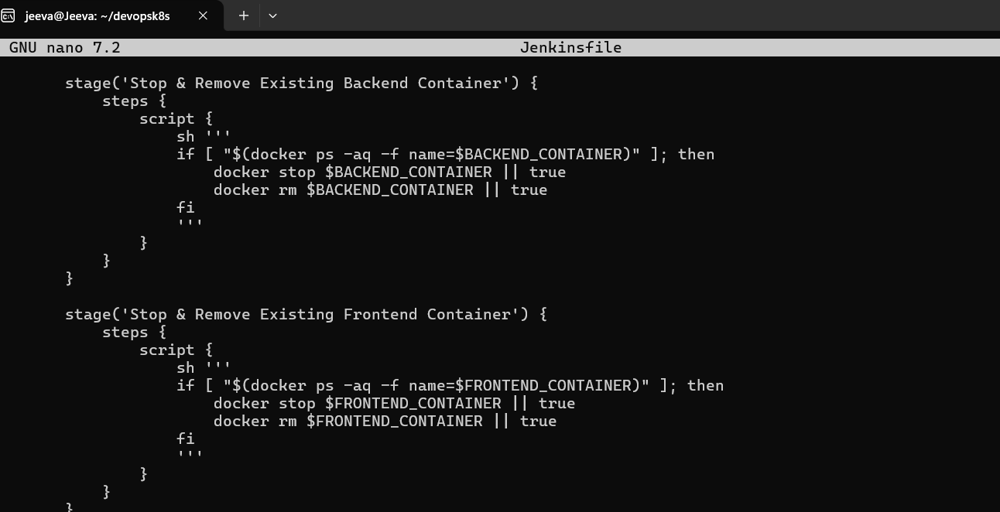 jeeva@Jeeva: ~/devopsk8s
GNU nano 7.2 Jenkinsfile
stage('Stop & Remove Existing Backend Container') {
steps {
script {
sh '''
if [ "$(docker ps -aq -f name=$BACKEND_CONTAINER)" ]; then
docker stop $BACKEND_CONTAINER || true
docker rm $BACKEND_CONTAINER || true
fi
'''
}
}
}
stage('Stop & Remove Existing Frontend Container') {
steps {
script {
sh '''
if [ "$(docker ps -aq -f name=$FRONTEND_CONTAINER)" ]; then
docker stop $FRONTEND_CONTAINER || true
docker rm $FRONTEND_CONTAINER || true
fi
'''
}
}
}